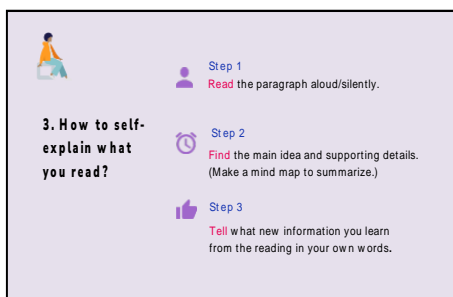 3. How to self-
explain what
you read?
Step 1
Read the paragraph aloud/silently.
Step 2
Find the main idea and supporting details.
(Make a mind map to summarize.)
Step 3
Tell what new information you learn
from the reading in your own words.